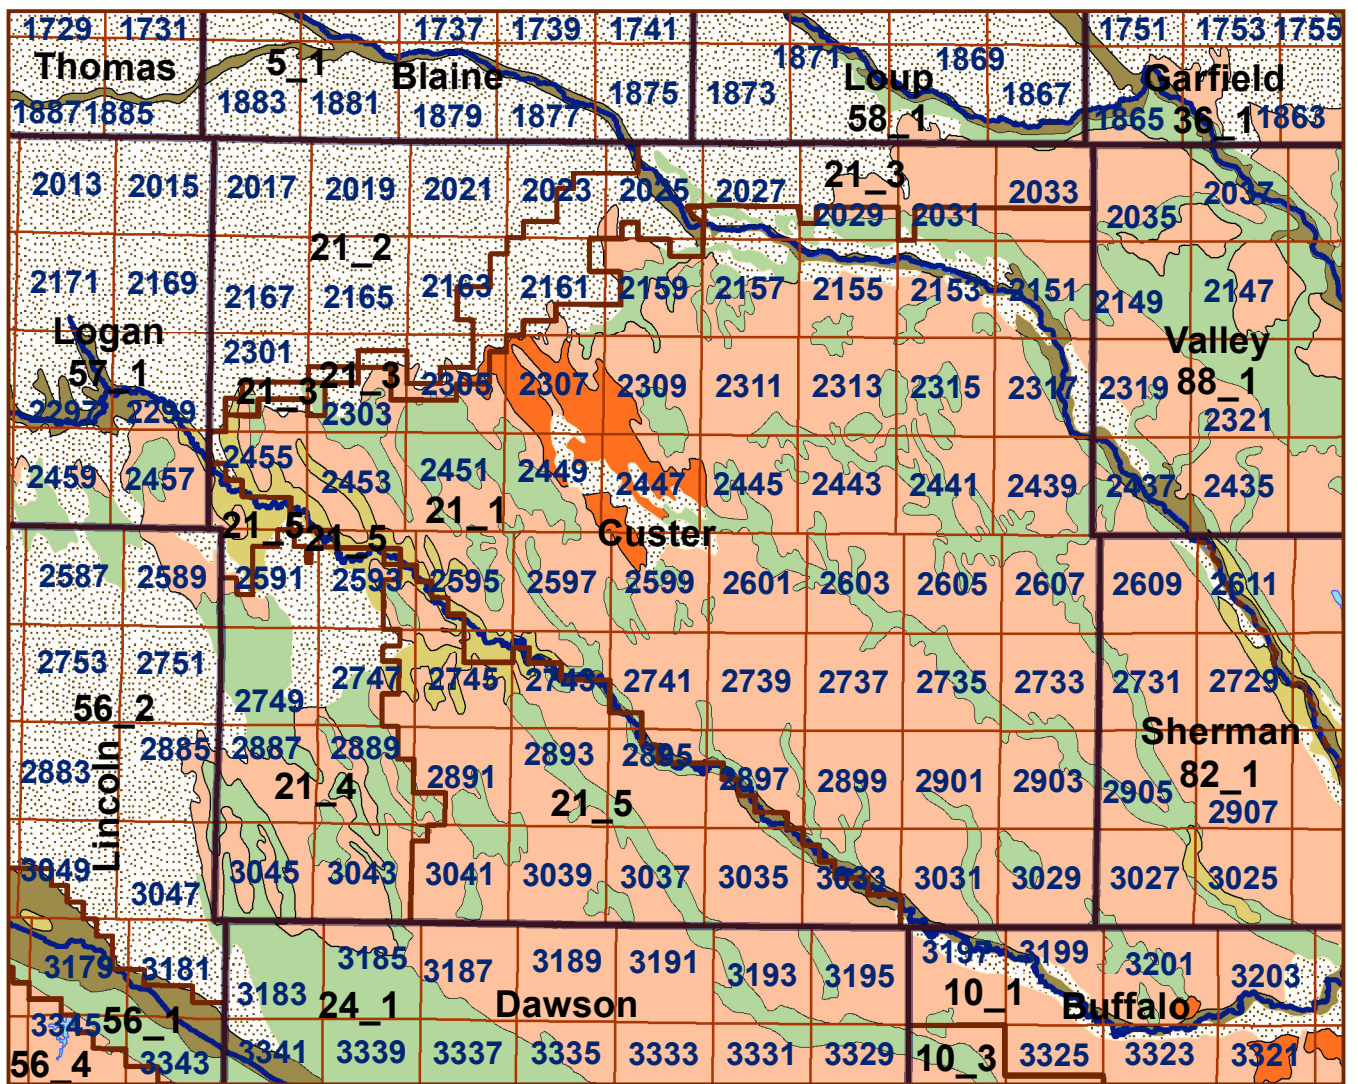 1729 1731 1737 1739 1741 1751 1753 1755
Thomas 5_1 Blaine 1871 Loup 1869 Garfield
1887 1885 1883 1881 1879 1877 1875 1873 58_1 1867 1865 36_1 1863
2013 2015 2017 2019 2021 2023 2025 2027 21_3 2029 2031 2033 2035 2037
21_2
2171 2169 2167 2165 2163 2161 2159 2157 2155 2153 2151 2149 2147
Logan 2301 Valley
57_1 21_3 21_3 2305 2307 2309 2311 2313 2315 2317 2319 88_1
2297 2299 2303 2321
2459 2457 2455 2453 2451 2449 2447 2445 2443 2441 2439 2437 2435
21_5 21_5 21_1 Custer
2587 2589 2591 2593 2595 2597 2599 2601 2603 2605 2607 2609 2611
2753 2751 2749 2747 2745 2743 2741 2739 2737 2735 2733 2731 2729
56_2 Sherman
Lincoln
2883 2885 2887 2889 2891 2893 2895 2897 2899 2901 2903 2905 82_1
21_4 21_5 2907
3049 3047 3045 3043 3041 3039 3037 3035 3033 3031 3029 3027 3025
3179 3181 3183 3185 3187 3189 3191 3193 3195 3197 3199 3201 3203
3345 56_1 24_1 Dawson 10_1 Buffalo
56_4 3343 3341 3339 3337 3335 3333 3331 3329 10_3 3325 3323 3321